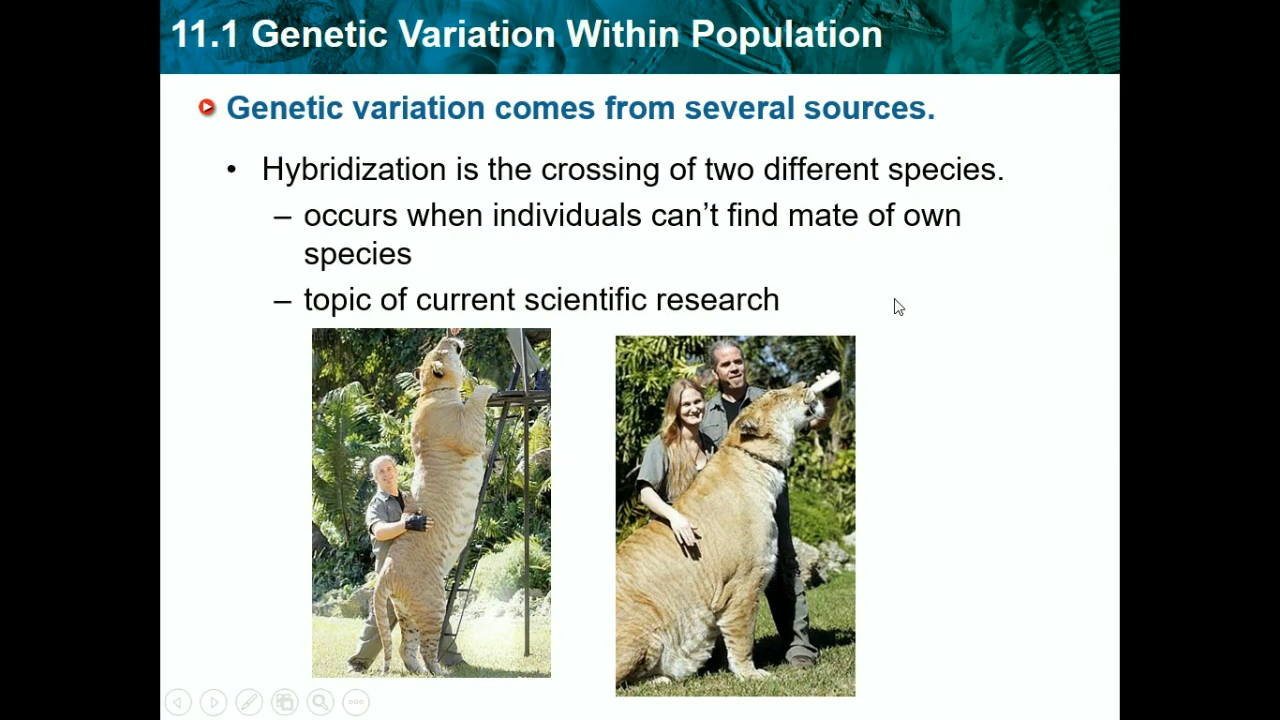 11.1 Genetic Variation Within Population
Genetic variation comes from several sources.
• Hybridization is the crossing of two different species.
– occurs when individuals can’t find mate of own
species
– topic of current scientific research